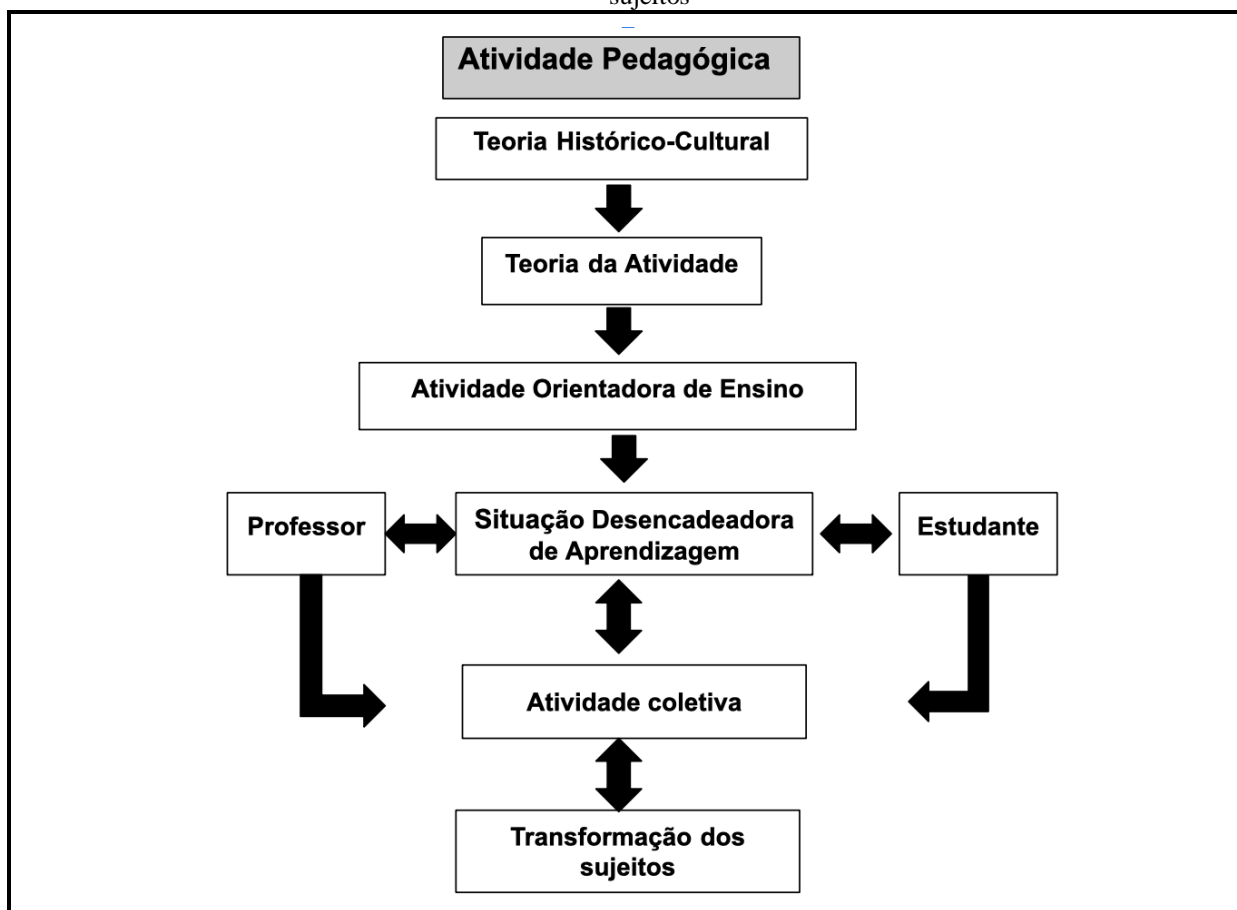 sujeitos
Atividade Pedagógica
Teoria Histórico-Cultural
Teoria da Atividade
Atividade Orientadora de Ensino
Professor
Situação Desencadeadora
de Aprendizagem
Estudante
Atividade coletiva
Transformação dos
sujeitos